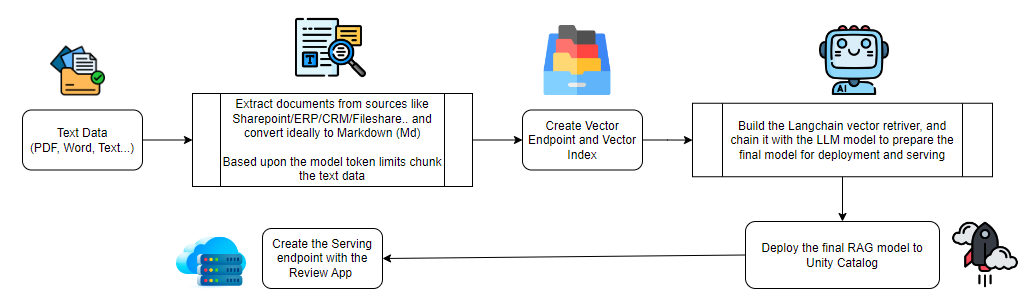 Text Data
(PDF, Word, Text...)
T
Extract documents from sources like
Sharepoint/ERP/CRM/Fileshare.. and
convert ideally to Markdown (Md)
Based upon the model token limits chunk
the text data
Create Vector
Endpoint and Vector
Index
AI
Build the Langchain vector retriver, and
chain it with the LLM model to prepare the
final model for deployment and serving
Deploy the final RAG model to
Unity Catalog
Create the Serving
endpoint with the
Review App